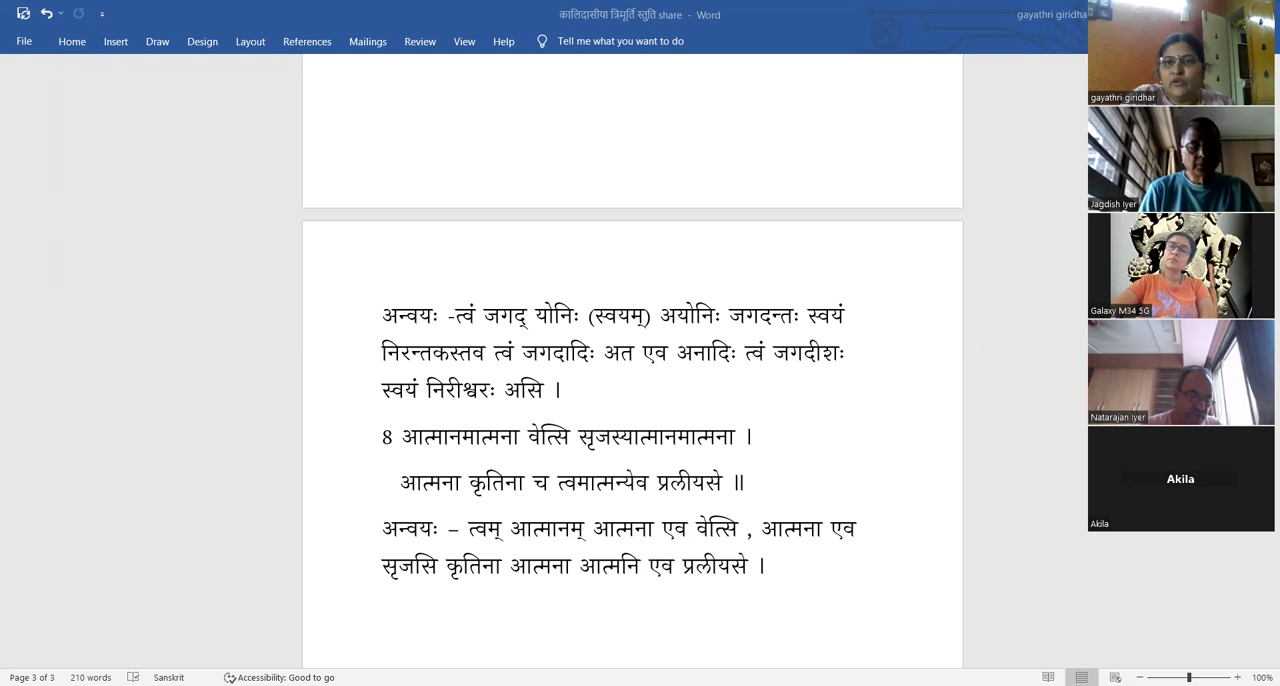 कालिदासीया त्रिमूर्ति स्तुति share - Word
gayathri giridha
File Home Insert Draw Design Layout References Mailings Review View Help Tell me what you want to do
अन्वयः -त्वं जगद् योनिः (स्वयम्) अयोनिः जगदन्तः स्वयं
निरन्तकस्तव त्वं जगदादिः अत एव अनादिः त्वं जगदीशः
स्वयं निरीश्वरः असि ।
8 आत्मानमात्मना वेत्सि सृजस्यात्मानमात्मना ।
आत्मना कृतिना च त्वमात्मन्येव प्रलीयसे ॥
अन्वयः – त्वम् आत्मानम् आत्मना एव वेत्सि , आत्मना एव
सृजसि कृतिना आत्मना आत्मनि एव प्रलीयसे ।
gayathri giridhar
Jagdish Iyer
Galaxy M34 5G
Natarajan Iyer
Akila
Akila
Page 3 of 3 210 words Sanskrit Accessibility: Good to go 100%